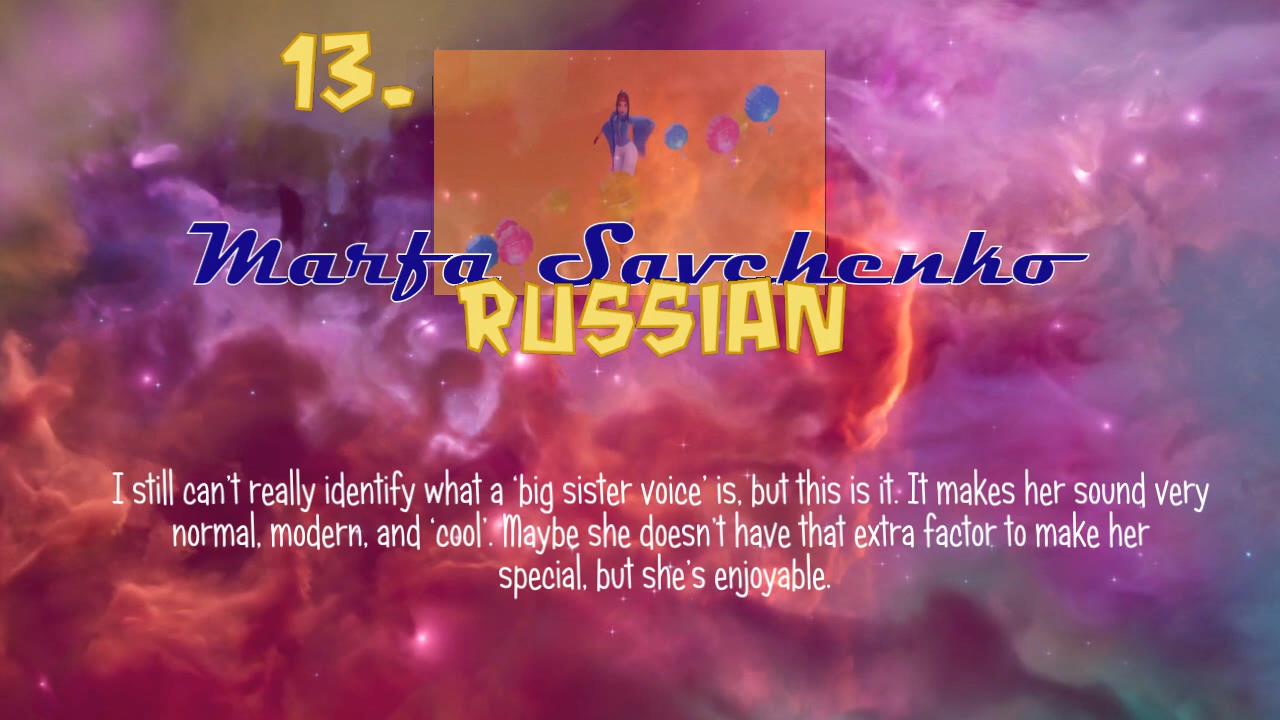 13.
Marfa Savchenko
RUSSIAN
I still can't really identify what a 'big sister voice' is, but this is it. It makes her sound very
normal, modern, and 'cool'. Maybe she doesn't have that extra factor to make her
special, but she's enjoyable.